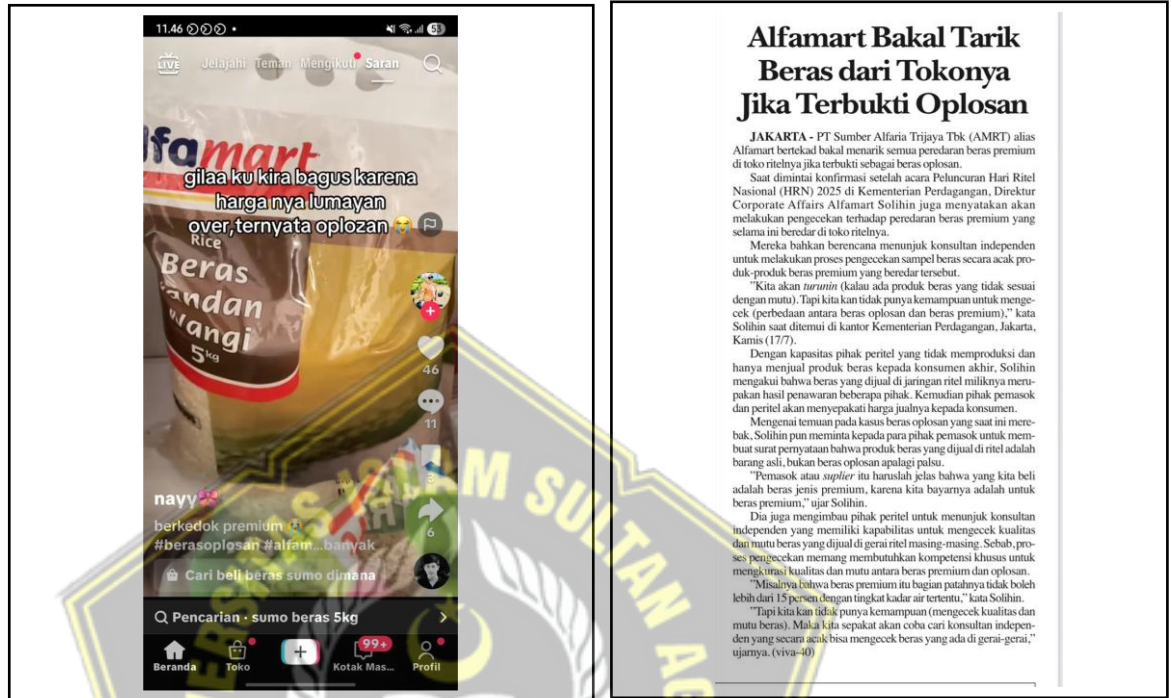 11.46
53
LIVE
Jelajahi Teman Mengikuti Saran
lfamart
gilaa ku kira bagus karena
harga nya lumayan
over,ternyata oplozan 😭
Rice
Beras
andan
wangi
5kg
46
11
3
6
nayy🎀
berkedok premium
#berasoplosan #alfam...banyak
Cari beli beras sumo dimana
Pencarian · sumo beras 5kg
99+
Beranda Toko Kotak Mas... Profil
Alfamart Bakal Tarik
Beras dari Tokonya
Jika Terbukti Oplosan
JAKARTA - PT Sumber Alfaria Trijaya Tbk (AMRT) alias
Alfamart bertekad bakal menarik semua peredaran beras premium
di toko ritelnya jika terbukti sebagai beras oplosan.
Saat dimintai konfirmasi setelah acara Peluncuran Hari Ritel
Nasional (HRN) 2025 di Kementerian Perdagangan, Direktur
Corporate Affairs Alfamart Solihin juga menyatakan akan
melakukan pengecekan terhadap peredaran beras premium yang
selama ini beredar di toko ritelnya.
Mereka bahkan berencana menunjuk konsultan independen
untuk melakukan proses pengecekan sampel beras secara acak pro-
duk-produk beras premium yang beredar tersebut.
"Kita akan turunin (kalau ada produk beras yang tidak sesuai
dengan mutu). Tapi kita kan tidak punya kemampuan untuk menge-
cek (perbedaan antara beras oplosan dan beras premium)," kata
Solihin saat ditemui di kantor Kementerian Perdagangan, Jakarta,
Kamis (17/7).
Dengan kapasitas pihak peritel yang tidak memproduksi dan
hanya menjual produk beras kepada konsumen akhir, Solihin
mengakui bahwa beras yang dijual di jaringan ritel miliknya meru-
pakan hasil penawaran beberapa pihak. Kemudian pihak pemasok
dan peritel akan menyepakati harga jualnya kepada konsumen.
Mengenai temuan pada kasus beras oplosan yang saat ini mere-
bak, Solihin pun meminta kepada para pihak pemasok untuk mem-
buat surat pernyataan bahwa produk beras yang dijual di ritel adalah
barang asli, bukan beras oplosan apalagi palsu.
"Pemasok atau suplier itu haruslah jelas bahwa yang kita beli
adalah beras jenis premium, karena kita bayarnya adalah untuk
beras premium," ujar Solihin.
Dia juga mengimbau pihak peritel untuk menunjuk konsultan
independen yang memiliki kapabilitas untuk mengecek kualitas
dan mutu beras yang dijual di gerai ritel masing-masing. Sebab, pro-
ses pengecekan memang membutuhkan kompetensi khusus untuk
mengkurasi kualitas dan mutu antara beras premium dan oplosan.
"Misalnya bahwa beras premium itu bagian patahnya tidak boleh
lebih dari 15 persen dengan tingkat kadar air tertentu," kata Solihin.
"Tapi kita kan tidak punya kemampuan (mengecek kualitas dan
mutu beras). Maka kita sepakat akan coba cari konsultan indepen-
den yang secara acak bisa mengecek beras yang ada di gerai-gerai,"
ujarnya. (viva-40)
ISLAM SULTAN AG